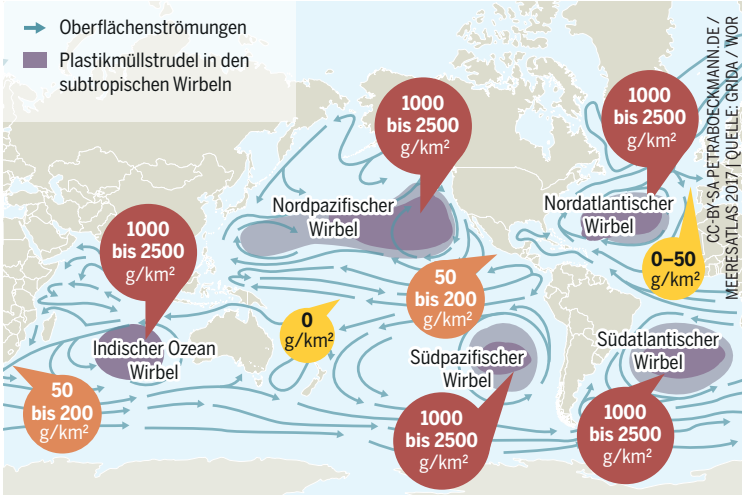 Oberflächenströmungen
Plastikmüllstrudel in den
subtropischen Wirbeln
CC-BY-SA PETRABOECKMANN.DE /
MEERESATLAS 2017 | QUELLE: GRIDA / WOR
1000
bis 2500
g/km²
1000
bis 2500
g/km²
Nordpazifischer
Wirbel
Nordatlantischer
Wirbel
1000
bis 2500
g/km²
0–50
g/km²
50
bis 200
g/km²
0
g/km²
Indischer Ozean
Wirbel
Südpazifischer
Wirbel
Südatlantischer
Wirbel
50
bis 200
g/km²
1000
bis 2500
g/km²
1000
bis 2500
g/km²